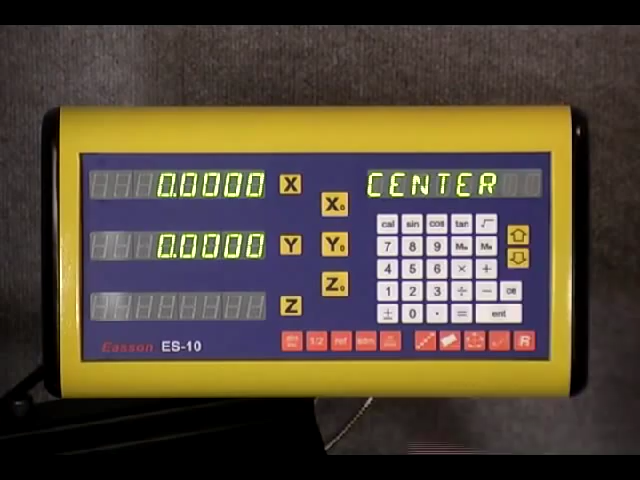 0.0000 X CENTER
X₀
cal sin cos tan √
0.0000 Y Y₀ 7 8 9
4 5 6 × +
Z₀
1 2 3 ÷ − CE
Z
± 0 . = ent
Easson ES-10 1/2 ref R